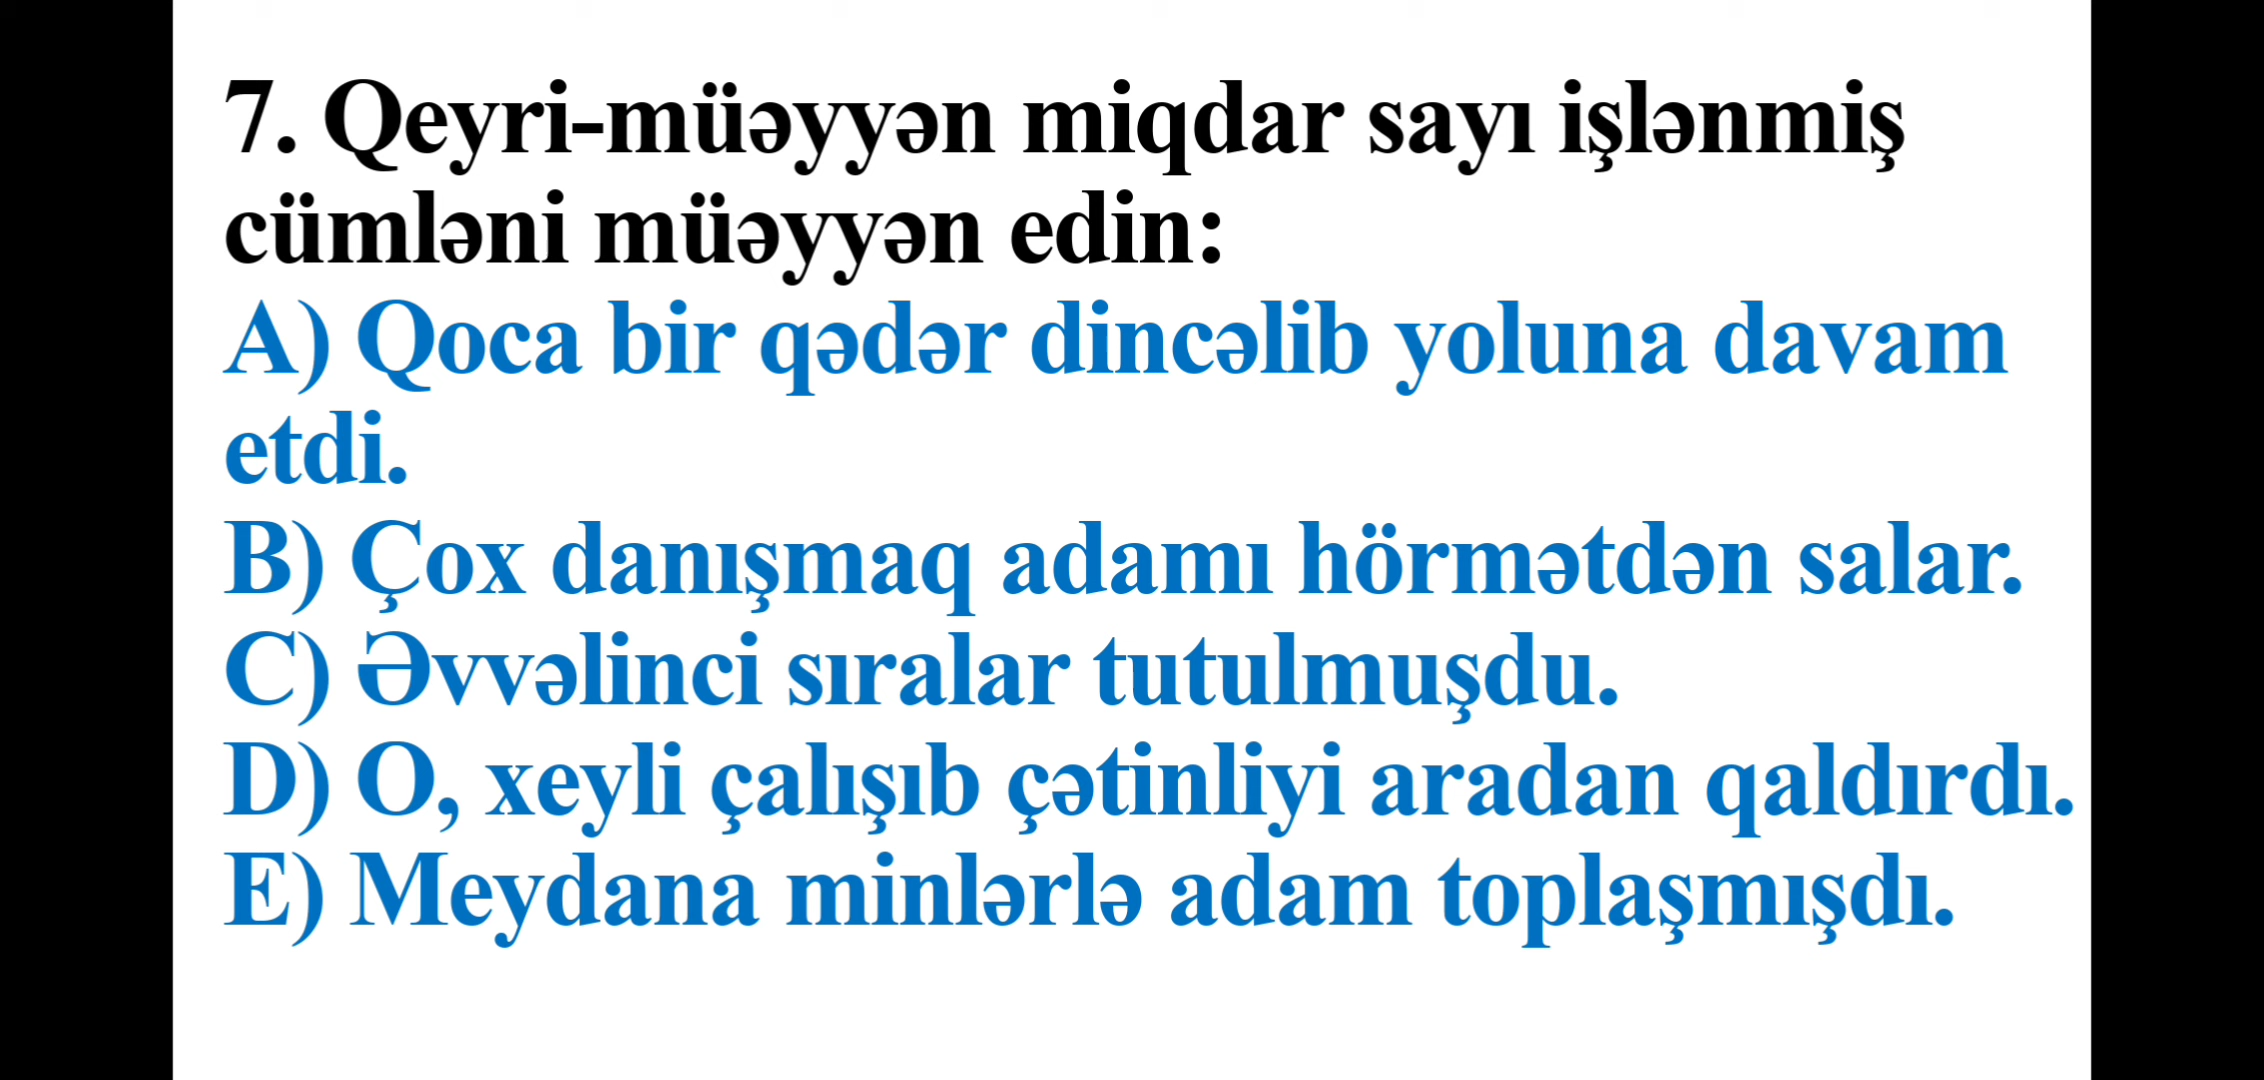 7. Qeyri-müəyyən miqdar sayı işlənmiş
cümləni müəyyən edin:
A) Qoca bir qədər dincəlib yoluna davam
etdi.
B) Çox danışmaq adamı hörmətdən salar.
C) Əvvəlinci sıralar tutulmuşdu.
D) O, xeyli çalışıb çətinliyi aradan qaldırdı.
E) Meydana minlərlə adam toplaşmışdı.